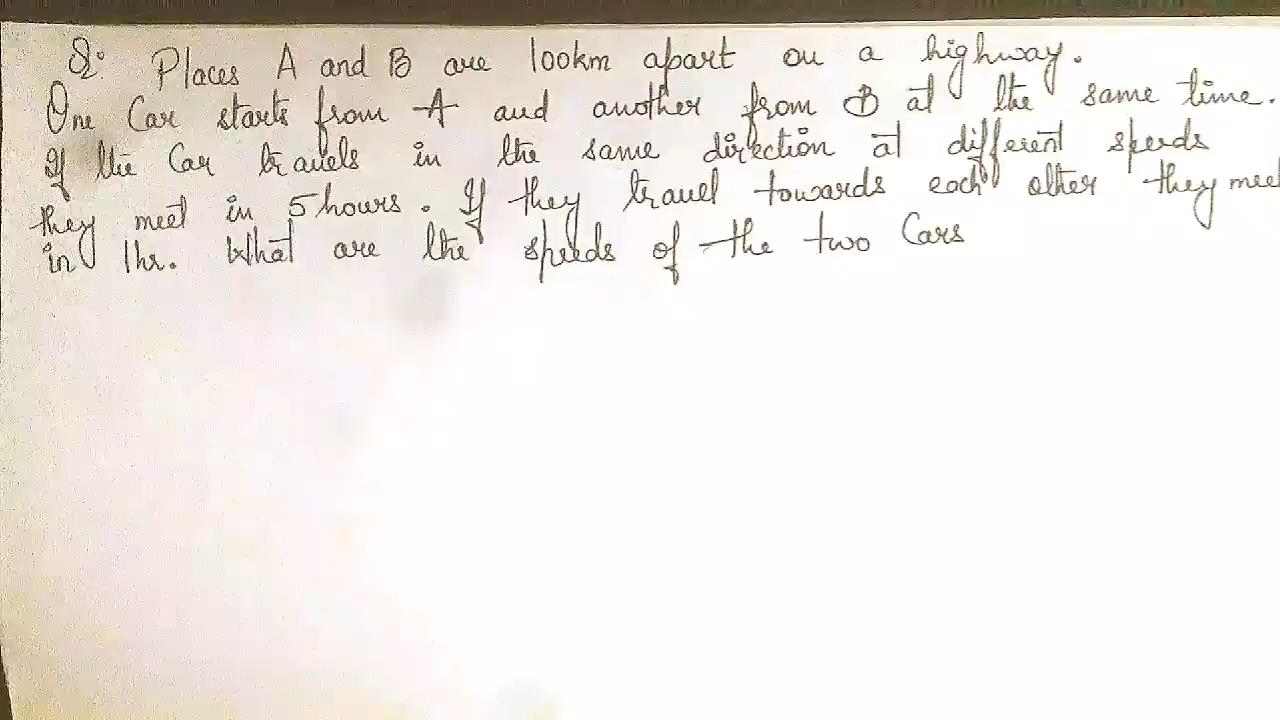 Q: Places A and B are 100km apart on a highway.
One Car starts from A and another from B at the same time.
If the Car travels in the same direction at different speeds
they meet in 5 hours. If they travel towards each other they meet
in 1hr. What are the speeds of the two Cars